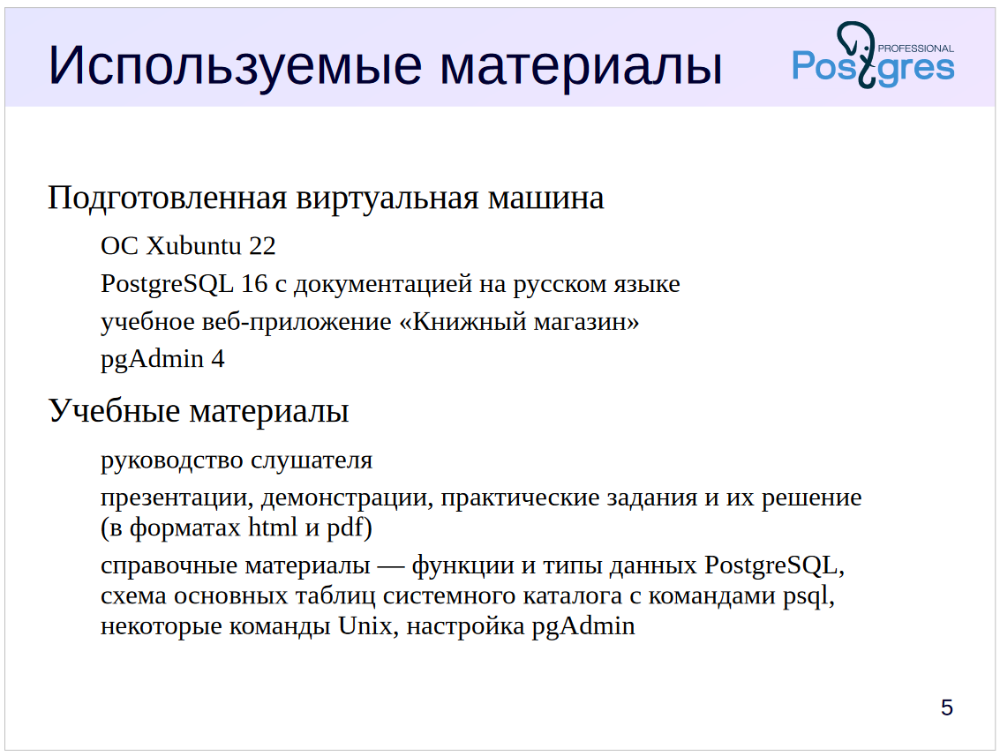 Используемые материалы
PROFESSIONAL
Postgres
Подготовленная виртуальная машина
ОС Xubuntu 22
PostgreSQL 16 с документацией на русском языке
учебное веб-приложение «Книжный магазин»
pgAdmin 4
Учебные материалы
руководство слушателя
презентации, демонстрации, практические задания и их решение
(в форматах html и pdf)
справочные материалы — функции и типы данных PostgreSQL,
схема основных таблиц системного каталога с командами psql,
некоторые команды Unix, настройка pgAdmin
5